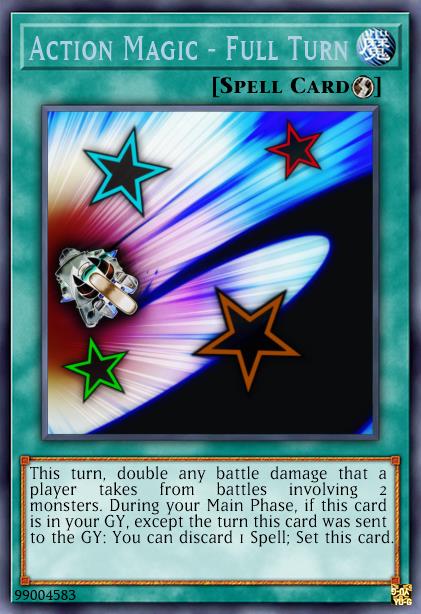 Action Magic - Full Turn 魔
[Spell Card]
This turn, double any battle damage that a
player takes from battles involving 2
monsters. During your Main Phase, if this card
is in your GY, except the turn this card was sent
to the GY: You can discard 1 Spell; Set this card.
99004583